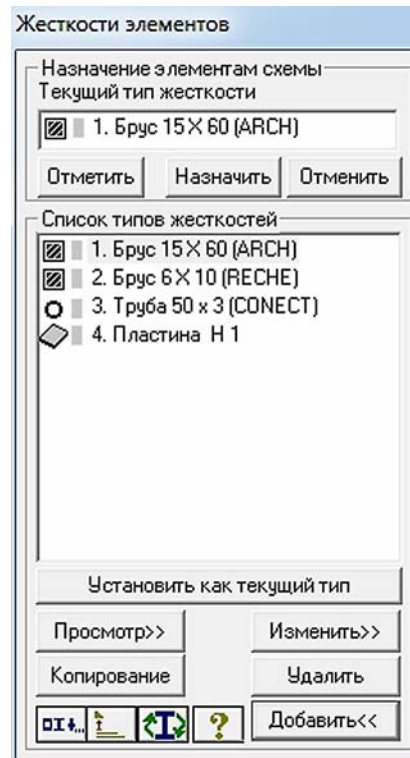 Жесткости элементов
Назначение элементам схемы
Текущий тип жесткости
1. Брус 15 X 60 (ARCH)
Отметить Назначить Отменить
Список типов жесткостей
1. Брус 15 X 60 (ARCH)
2. Брус 6 X 10 (RECHE)
3. Труба 50 x 3 (CONECT)
4. Пластина H 1
Установить как текущий тип
Просмотр>> Изменить>>
Копирование Удалить
? Добавить<<